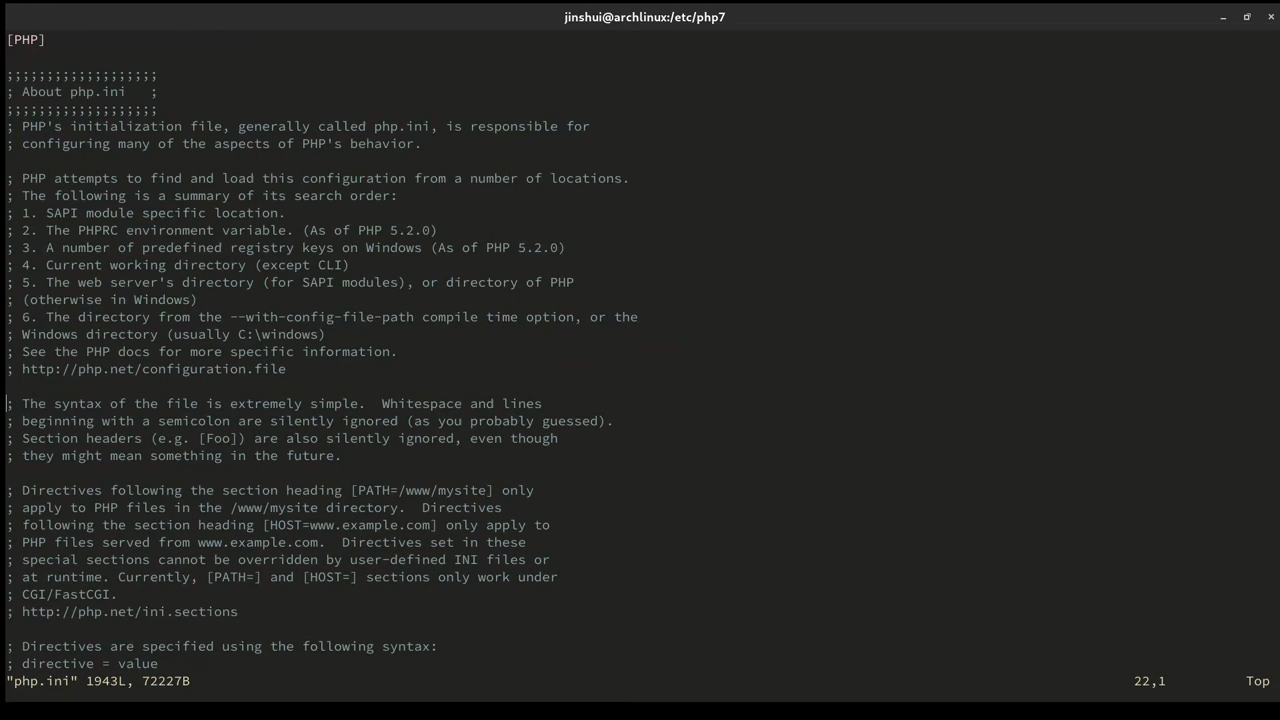 jinshui@archlinux:/etc/php7
[PHP]
;;;;;;;;;;;;;;;;;;;
; About php.ini   ;
;;;;;;;;;;;;;;;;;;;
; PHP's initialization file, generally called php.ini, is responsible for
; configuring many of the aspects of PHP's behavior.
; PHP attempts to find and load this configuration from a number of locations.
; The following is a summary of its search order:
; 1. SAPI module specific location.
; 2. The PHPRC environment variable. (As of PHP 5.2.0)
; 3. A number of predefined registry keys on Windows (As of PHP 5.2.0)
; 4. Current working directory (except CLI)
; 5. The web server's directory (for SAPI modules), or directory of PHP
; (otherwise in Windows)
; 6. The directory from the --with-config-file-path compile time option, or the
; Windows directory (usually C:\windows)
; See the PHP docs for more specific information.
; http://php.net/configuration.file
; The syntax of the file is extremely simple.  Whitespace and lines
; beginning with a semicolon are silently ignored (as you probably guessed).
; Section headers (e.g. [Foo]) are also silently ignored, even though
; they might mean something in the future.
; Directives following the section heading [PATH=/www/mysite] only
; apply to PHP files in the /www/mysite directory.  Directives
; following the section heading [HOST=www.example.com] only apply to
; PHP files served from www.example.com.  Directives set in these
; special sections cannot be overridden by user-defined INI files or
; at runtime. Currently, [PATH=] and [HOST=] sections only work under
; CGI/FastCGI.
; http://php.net/ini.sections
; Directives are specified using the following syntax:
; directive = value
"php.ini" 1943L, 72227B 22,1 Top